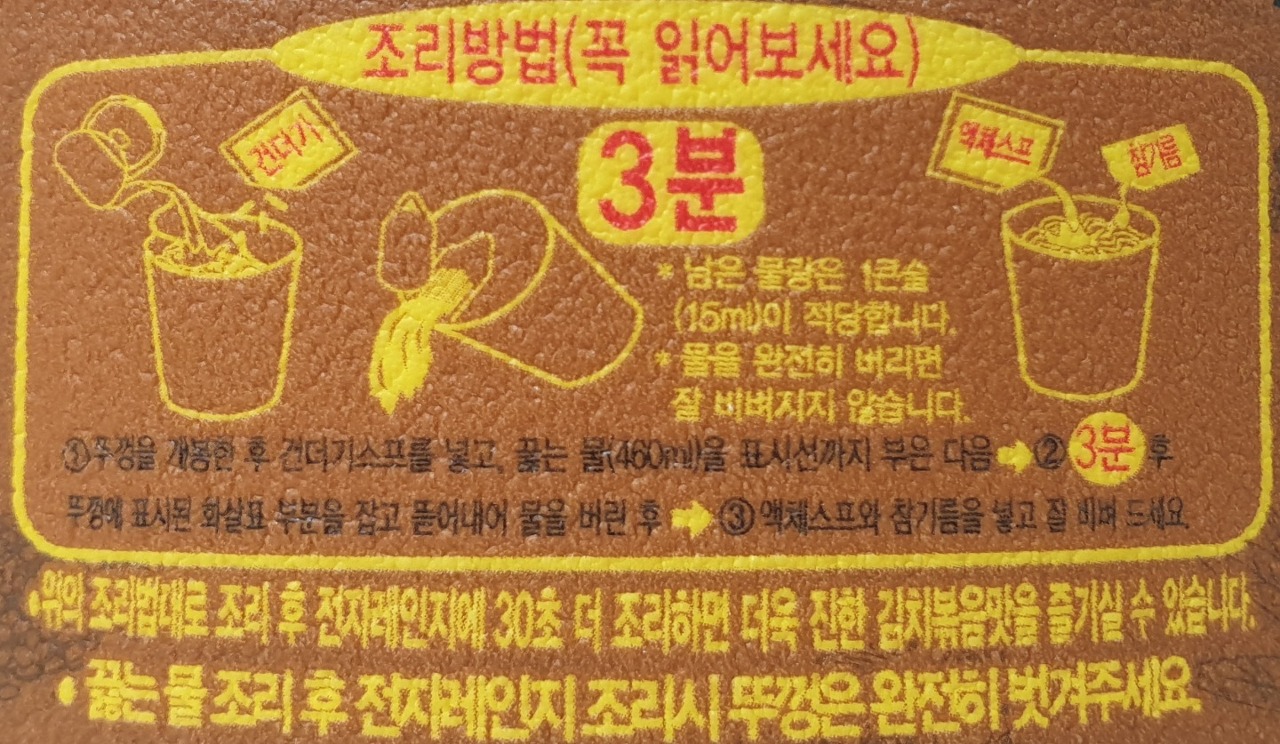 조리방법(꼭 읽어보세요)
건더기
3분
액체스프
참기름
* 남은 물량은 1큰술
(15ml)이 적당합니다.
* 물을 완전히 버리면
잘 비벼지지 않습니다.
①뚜껑을 개봉한 후 건더기스프를 넣고, 끓는 물(460ml)을 표시선까지 부은 다음 ➡ ② 3분 후
뚜껑에 표시된 화살표 부분을 잡고 뜯어내어 물을 버린 후 ➡ ③ 액체스프와 참기름을 넣고 잘 비벼 드세요.
• 위의 조리법대로 조리 후 전자레인지에 30초 더 조리하면 더욱 진한 김치볶음맛을 즐기실 수 있습니다.
• 끓는 물 조리 후 전자레인지 조리시 뚜껑은 완전히 벗겨주세요.